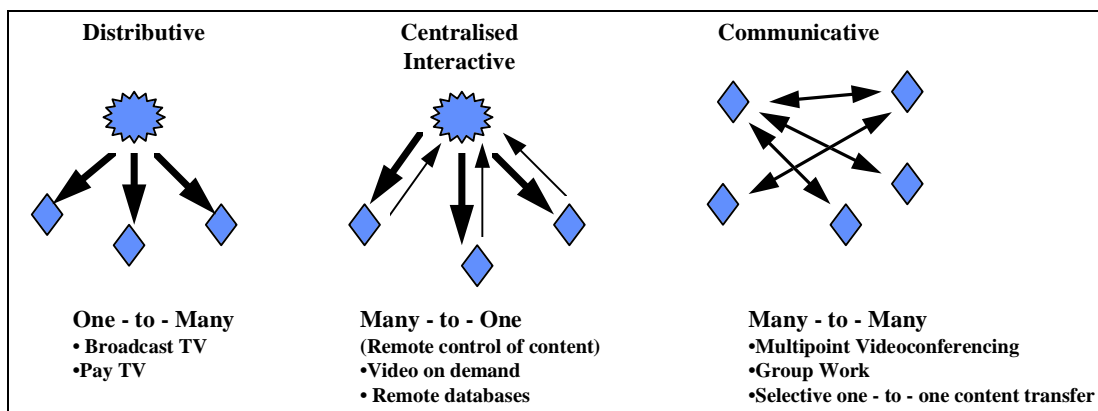 Distributive
Centralised
Interactive
Communicative
One - to - Many
• Broadcast TV
•Pay TV
Many - to - One
(Remote control of content)
•Video on demand
• Remote databases
Many - to - Many
•Multipoint Videoconferencing
•Group Work
•Selective one - to - one content transfer